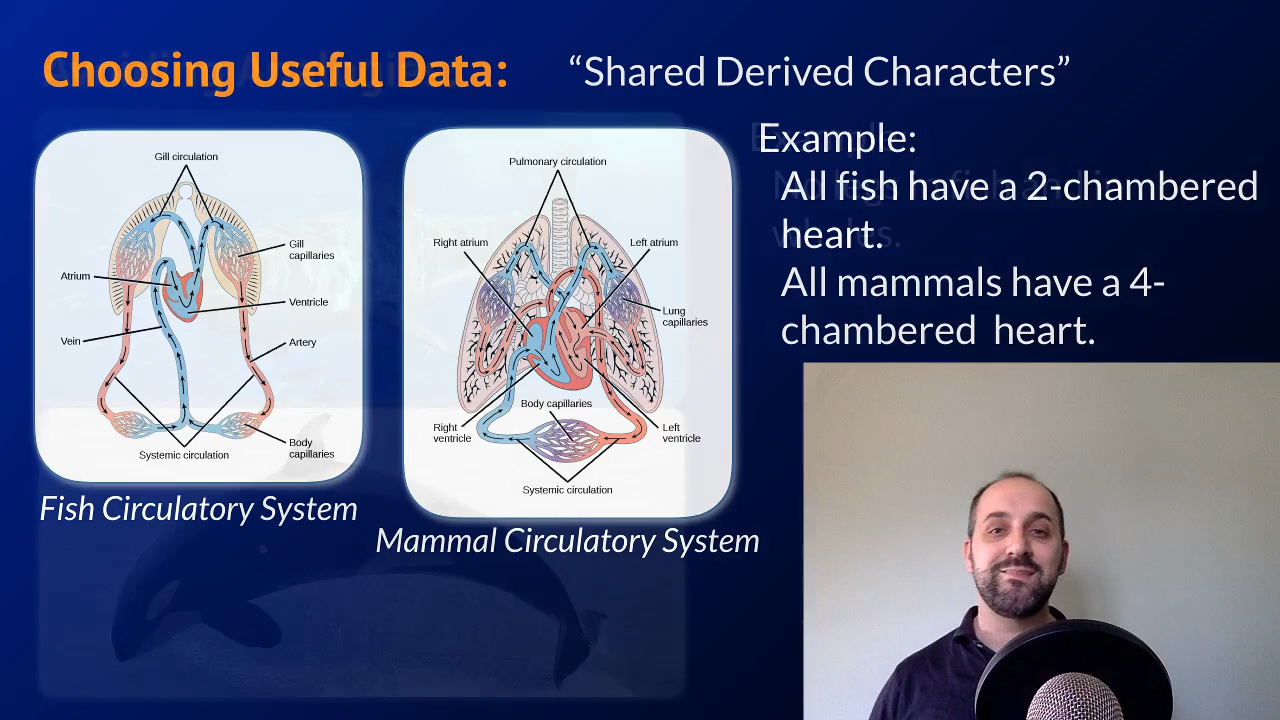 Choosing Useful Data:
“Shared Derived Characters”
Example:
All fish have a 2-chambered
heart.
All mammals have a 4-
chambered heart.
Gill circulation
Gill
capillaries
Atrium
Ventricle
Vein
Artery
Body
capillaries
Systemic circulation
Fish Circulatory System
Pulmonary circulation
Right atrium
Left atrium
Lung
capillaries
Body capillaries
Right
ventricle
Left
ventricle
Systemic circulation
Mammal Circulatory System